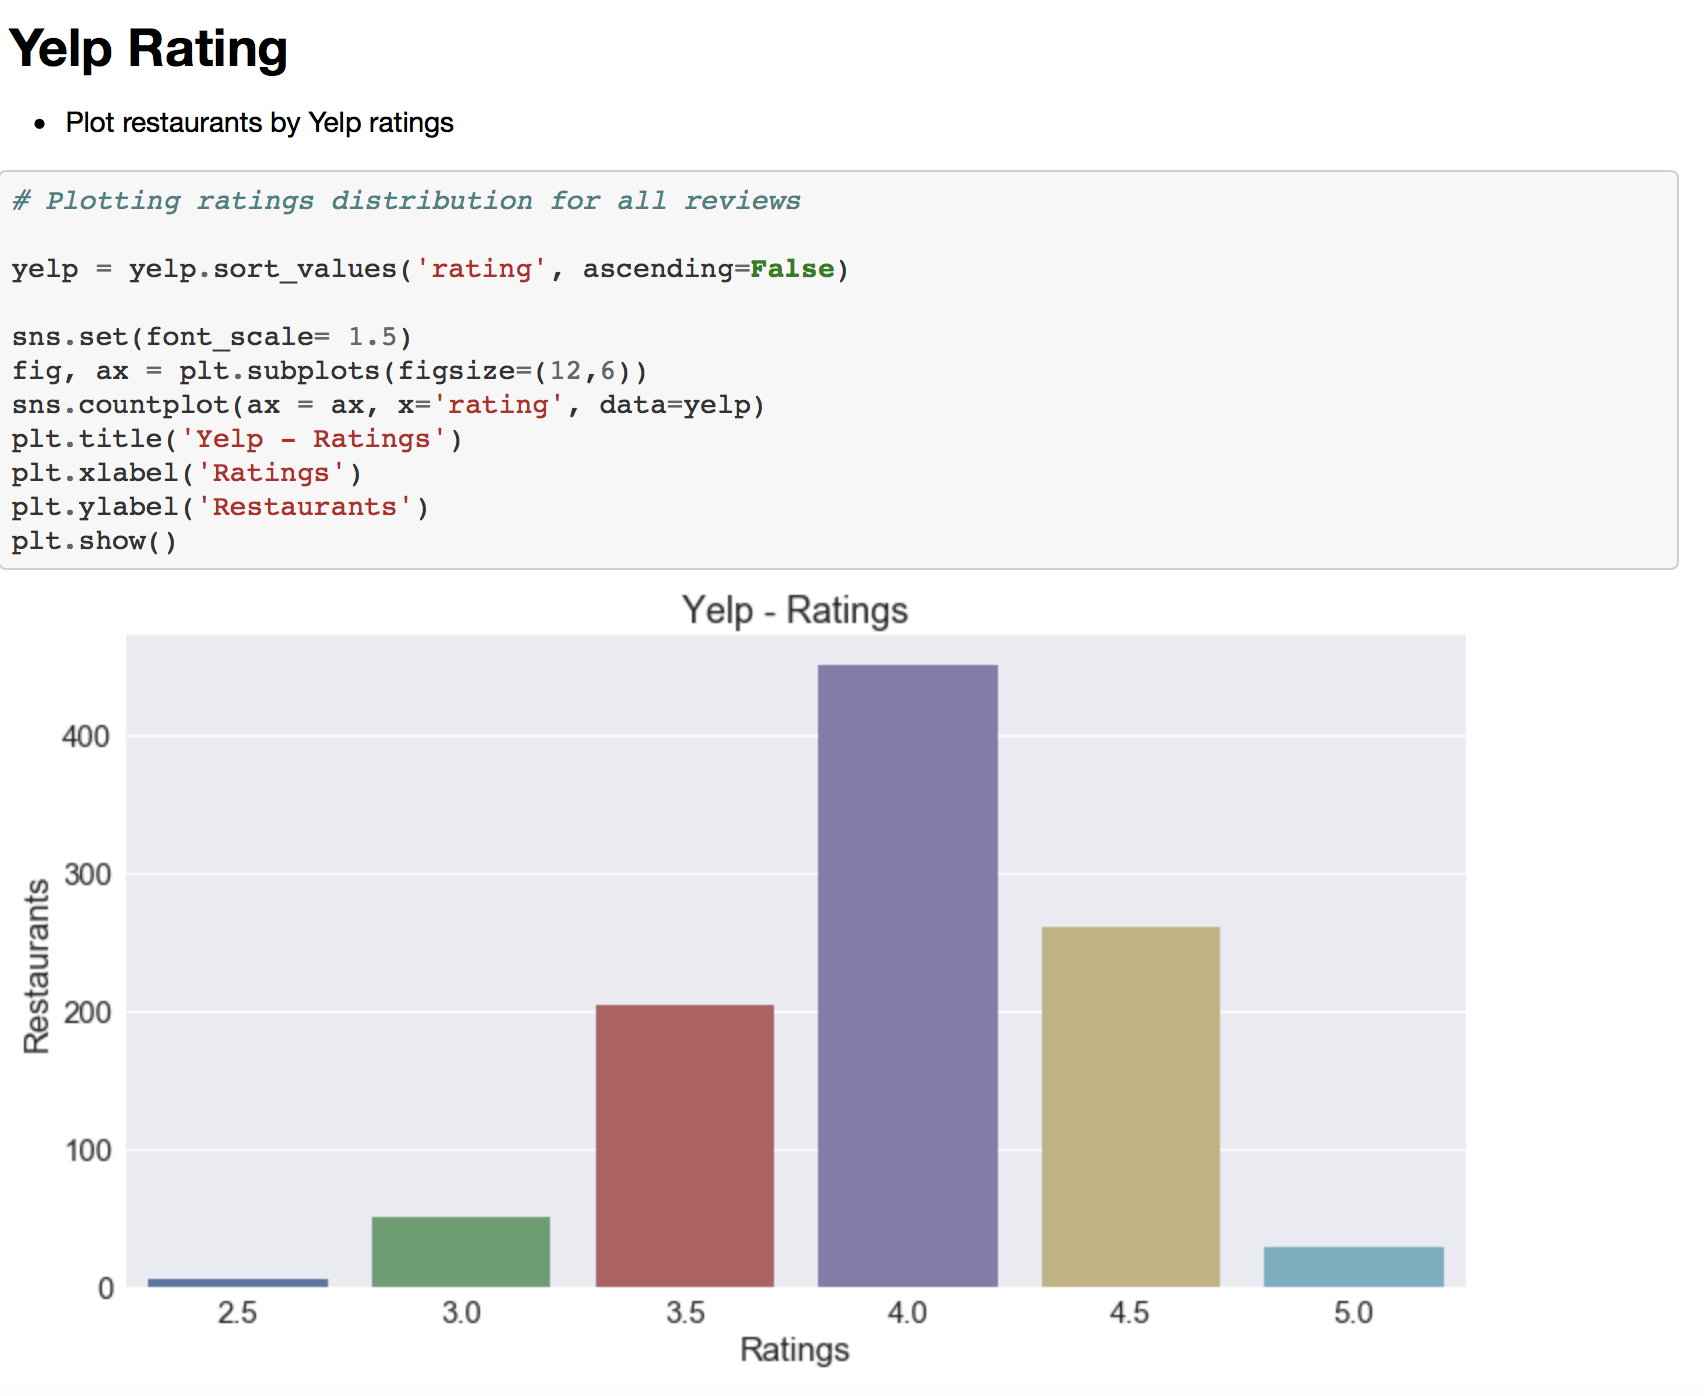 Yelp Rating
• Plot restaurants by Yelp ratings
# Plotting ratings distribution for all reviews
yelp = yelp.sort_values('rating', ascending=False)
sns.set(font_scale= 1.5)
fig, ax = plt.subplots(figsize=(12,6))
sns.countplot(ax = ax, x='rating', data=yelp)
plt.title('Yelp - Ratings')
plt.xlabel('Ratings')
plt.ylabel('Restaurants')
plt.show()
Yelp - Ratings
Restaurants
400
300
200
100
0
2.5 3.0 3.5 4.0 4.5 5.0
Ratings